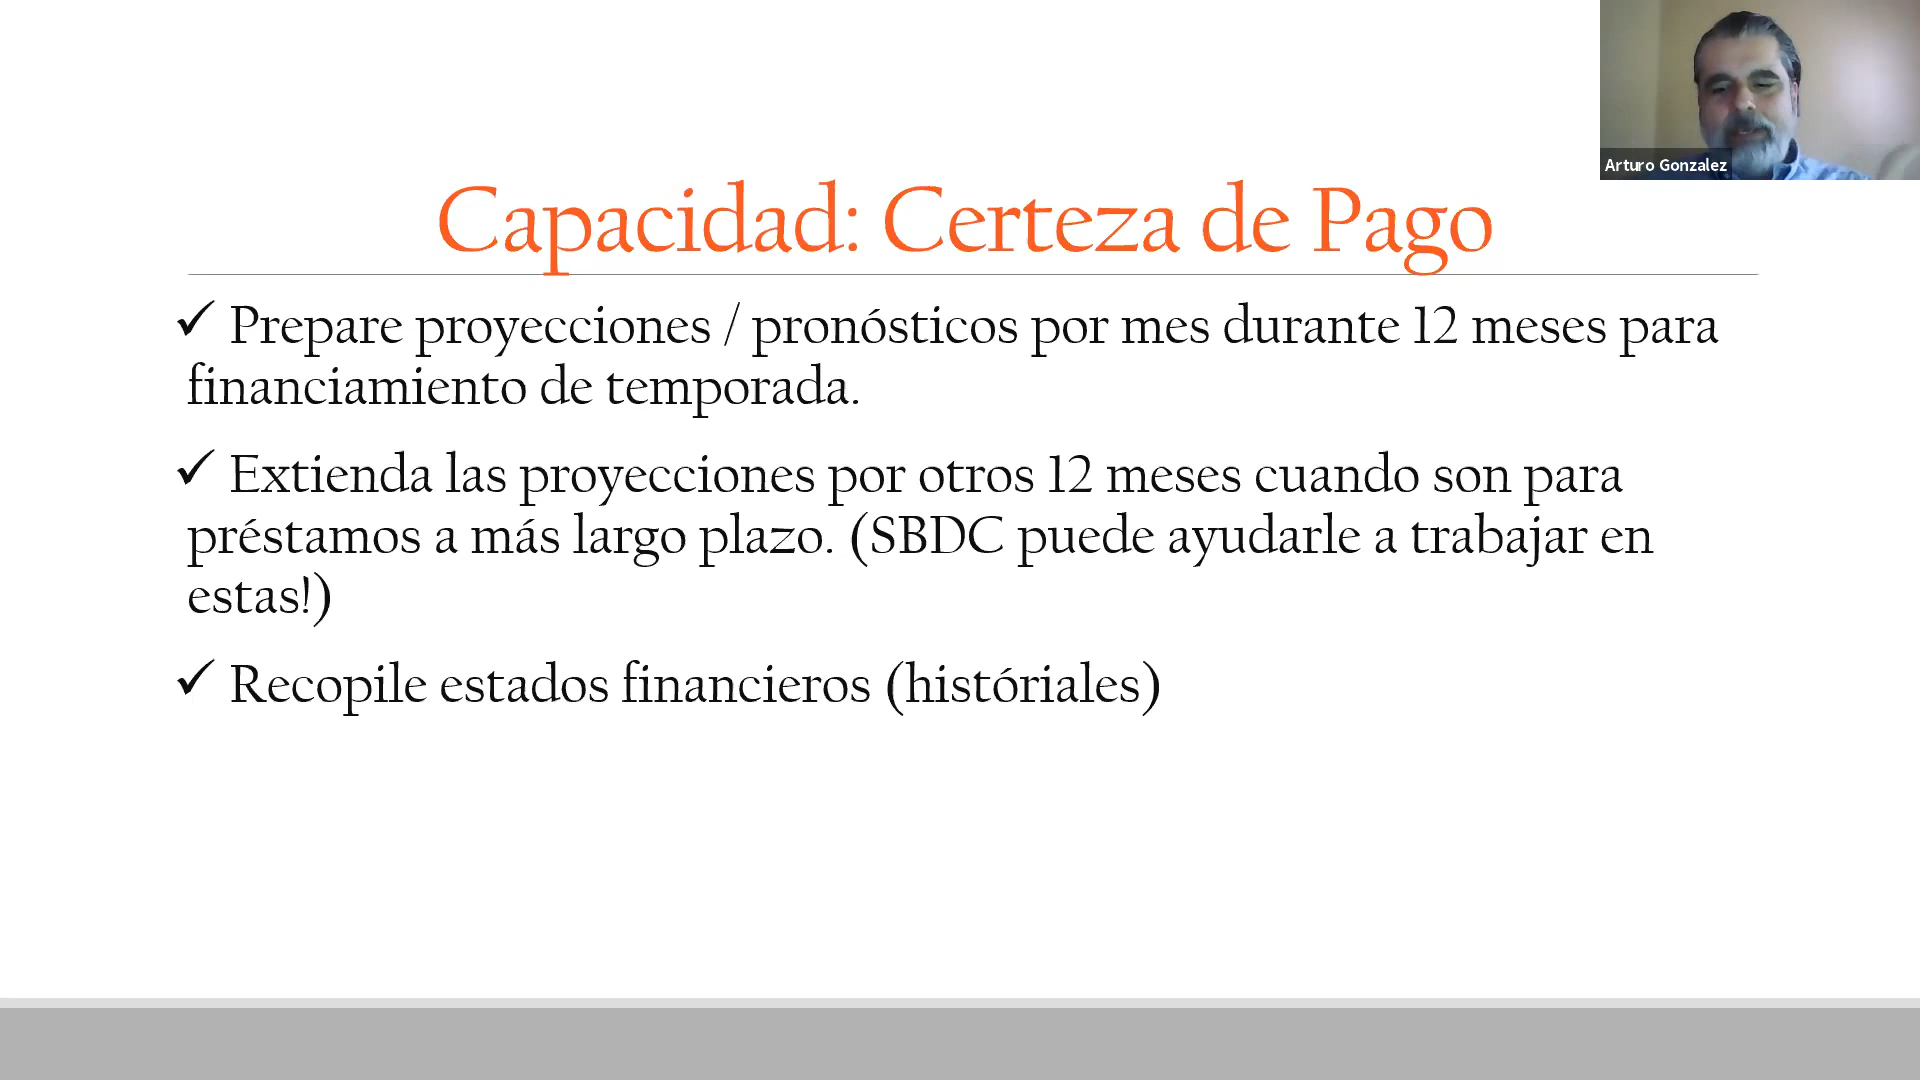 Arturo Gonzalez
Capacidad: Certeza de Pago
✓ Prepare proyecciones / pronósticos por mes durante 12 meses para
financiamiento de temporada.
✓ Extienda las proyecciones por otros 12 meses cuando son para
préstamos a más largo plazo. (SBDC puede ayudarle a trabajar en
estas!)
✓ Recopile estados financieros (históriales)